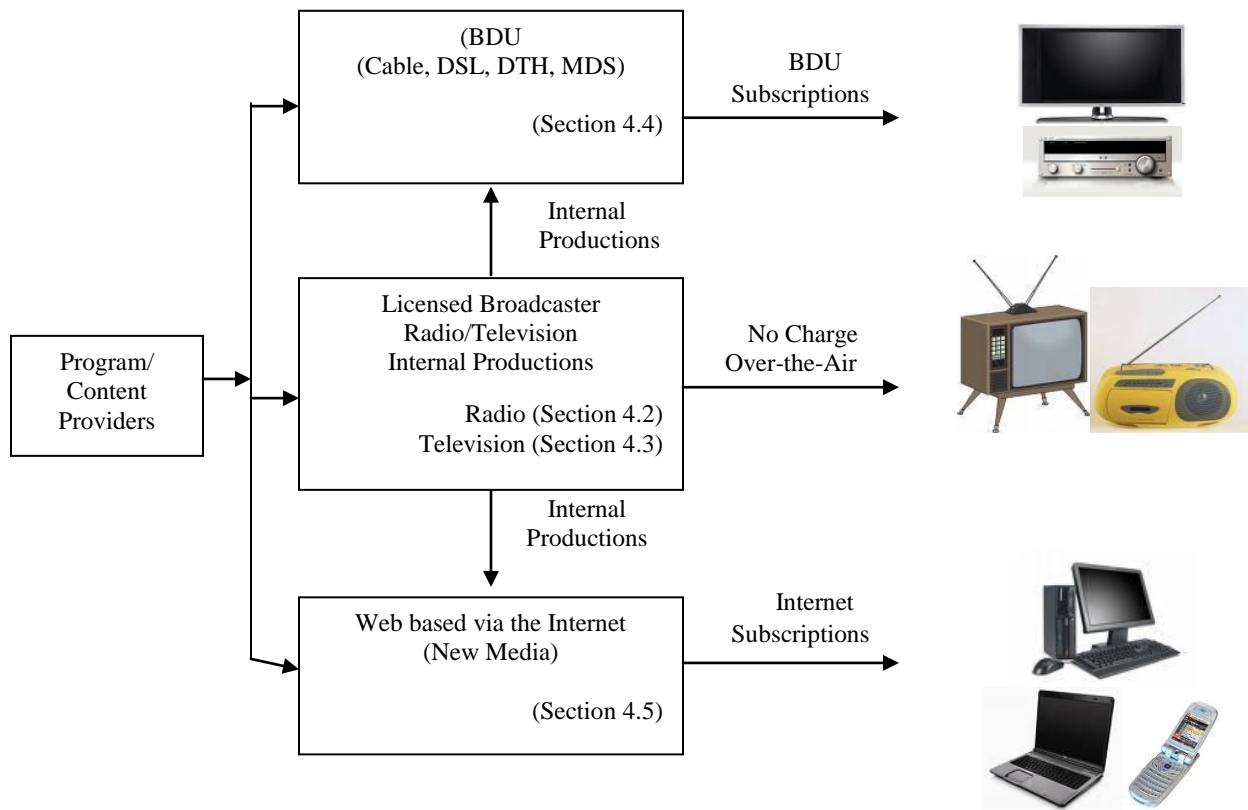 (BDU
(Cable, DSL, DTH, MDS)
(Section 4.4)
BDU
Subscriptions
Internal
Productions
Program/
Content
Providers
Licensed Broadcaster
Radio/Television
Internal Productions
Radio (Section 4.2)
Television (Section 4.3)
No Charge
Over-the-Air
Internal
Productions
Web based via the Internet
(New Media)
(Section 4.5)
Internet
Subscriptions